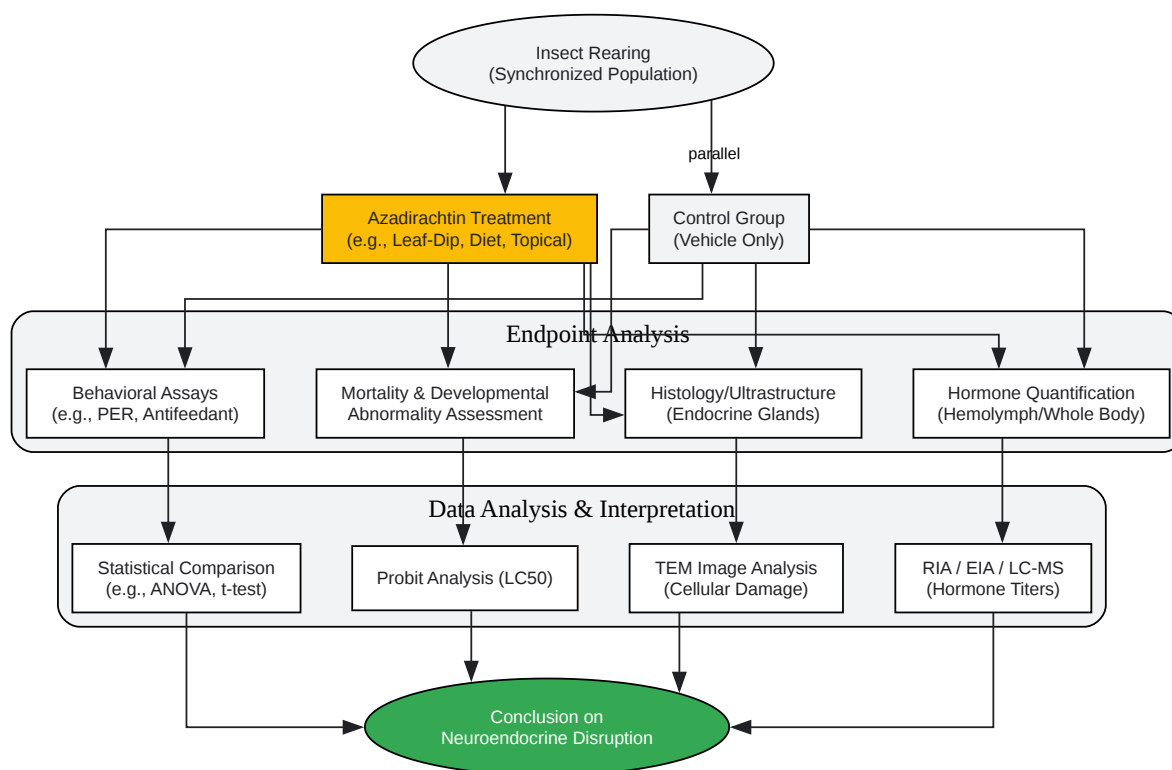 Insect Rearing
(Synchronized Population)
parallel
Azadirachtin Treatment
(e.g., Leaf-Dip, Diet, Topical)
Control Group
(Vehicle Only)
Endpoint Analysis
Behavioral Assays
(e.g., PER, Antifeedant)
Mortality & Developmental
Abnormality Assessment
Histology/Ultrastructure
(Endocrine Glands)
Hormone Quantification
(Hemolymph/Whole Body)
Data Analysis & Interpretation
Statistical Comparison
(e.g., ANOVA, t-test)
Probit Analysis (LC50)
TEM Image Analysis
(Cellular Damage)
RIA / EIA / LC-MS
(Hormone Titers)
Conclusion on
Neuroendocrine Disruption